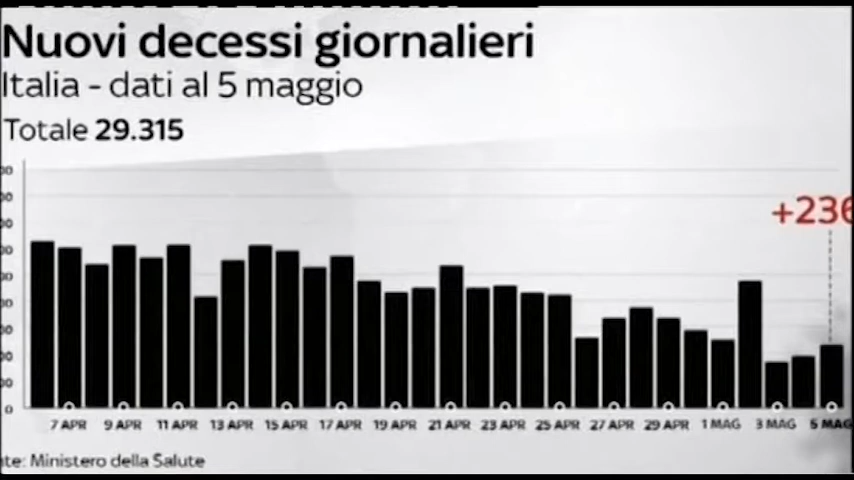 Nuovi decessi giornalieri
Italia - dati al 5 maggio
Totale 29.315
+236
0
7 APR 9 APR 11 APR 13 APR 15 APR 17 APR 19 APR 21 APR 23 APR 25 APR 27 APR 29 APR 1 MAG 3 MAG 5 MAG
te: Ministero della Salute